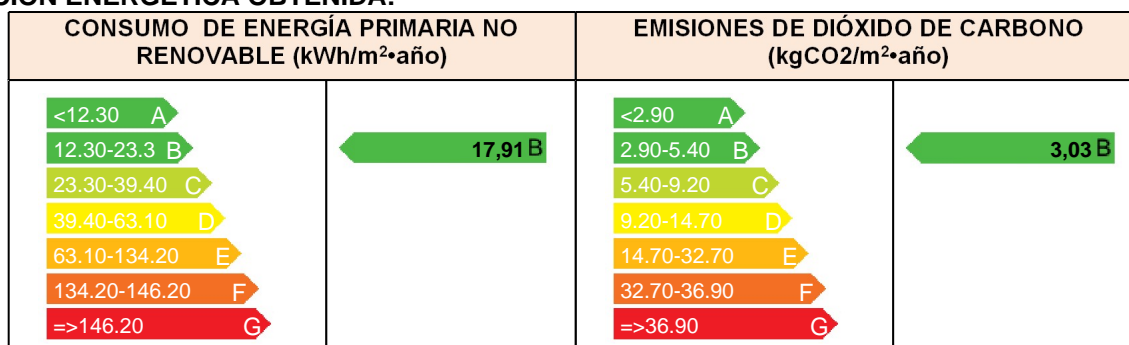 CIÓN ENERGÉTICA OBTENIDA:
CONSUMO DE ENERGÍA PRIMARIA NO
RENOVABLE (kWh/m²•año)
EMISIONES DE DIÓXIDO DE CARBONO
(kgCO2/m²•año)
<12.30 A
12.30-23.3 B
23.30-39.40 C
39.40-63.10 D
63.10-134.20 E
134.20-146.20 F
=>146.20 G
17,91 B
<2.90 A
2.90-5.40 B
5.40-9.20 C
9.20-14.70 D
14.70-32.70 E
32.70-36.90 F
=>36.90 G
3,03 B